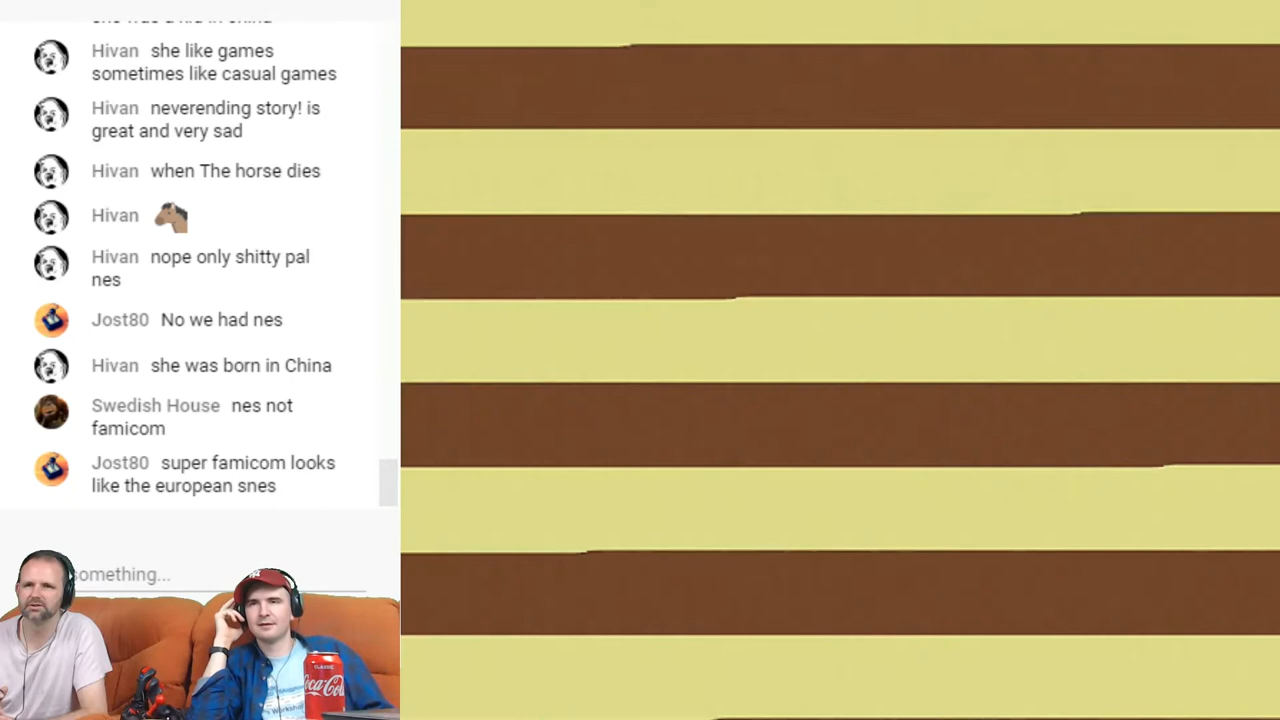 Hivan she like games
sometimes like casual games
Hivan neverending story! is
great and very sad
Hivan when The horse dies
Hivan
Hivan nope only shitty pal
nes
Jost80 No we had nes
Hivan she was born in China
Swedish House nes not
famicom
Jost80 super famicom looks
like the european snes
something...
CLASSIC
Coca-Col